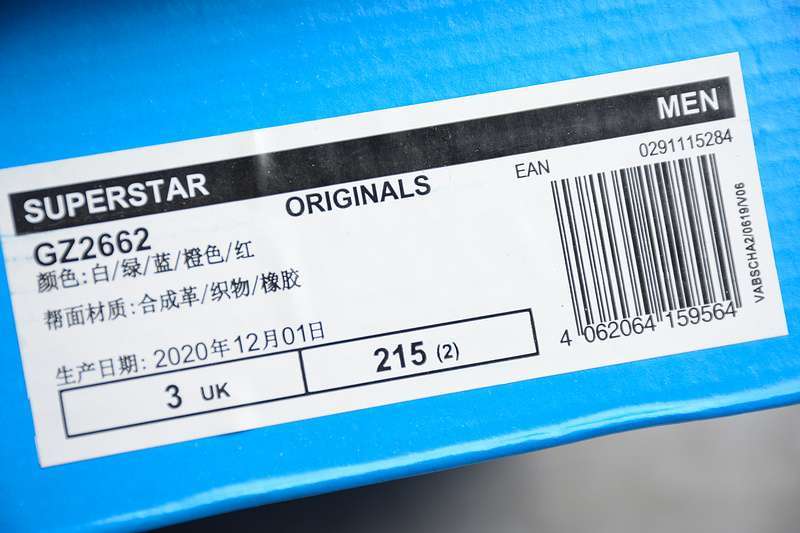 MEN
SUPERSTAR
ORIGINALS
EAN
0291115284
GZ2662
颜色:白/绿/蓝/橙色/红
帮面材质:合成革/织物/橡胶
生产日期: 2020年12月01日
3 UK
215 (2)
4 062064 159564
VABSCHA2/0619/V06